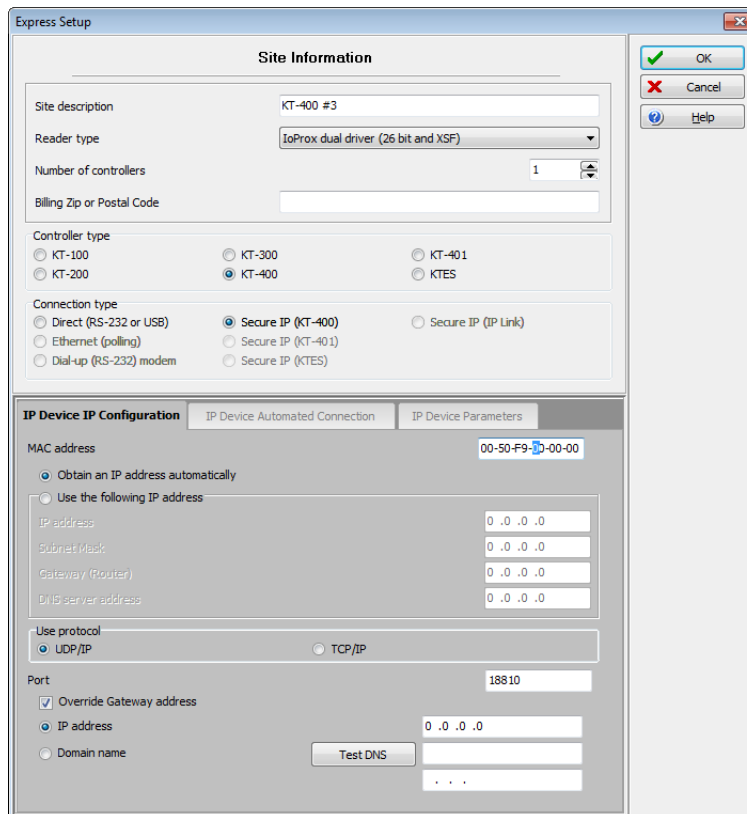 Express Setup
Site Information
OK
Cancel
Help
Site description KT-400 #3
Reader type IoProx dual driver (26 bit and XSF)
Number of controllers 1
Billing Zip or Postal Code
Controller type
KT-100 KT-300 KT-401
KT-200 KT-400 KTES
Connection type
Direct (RS-232 or USB) Secure IP (KT-400) Secure IP (IP Link)
Ethernet (polling) Secure IP (KT-401)
Dial-up (RS-232) modem Secure IP (KTES)
IP Device IP Configuration IP Device Automated Connection IP Device Parameters
MAC address 00-50-F9-00-00-00
Obtain an IP address automatically
Use the following IP address
IP address 0 .0 .0 .0
Subnet Mask 0 .0 .0 .0
Gateway (Router) 0 .0 .0 .0
DNS server address 0 .0 .0 .0
Use protocol
UDP/IP TCP/IP
Port 18810
Override Gateway address
IP address 0 .0 .0 .0
Domain name Test DNS
. . .